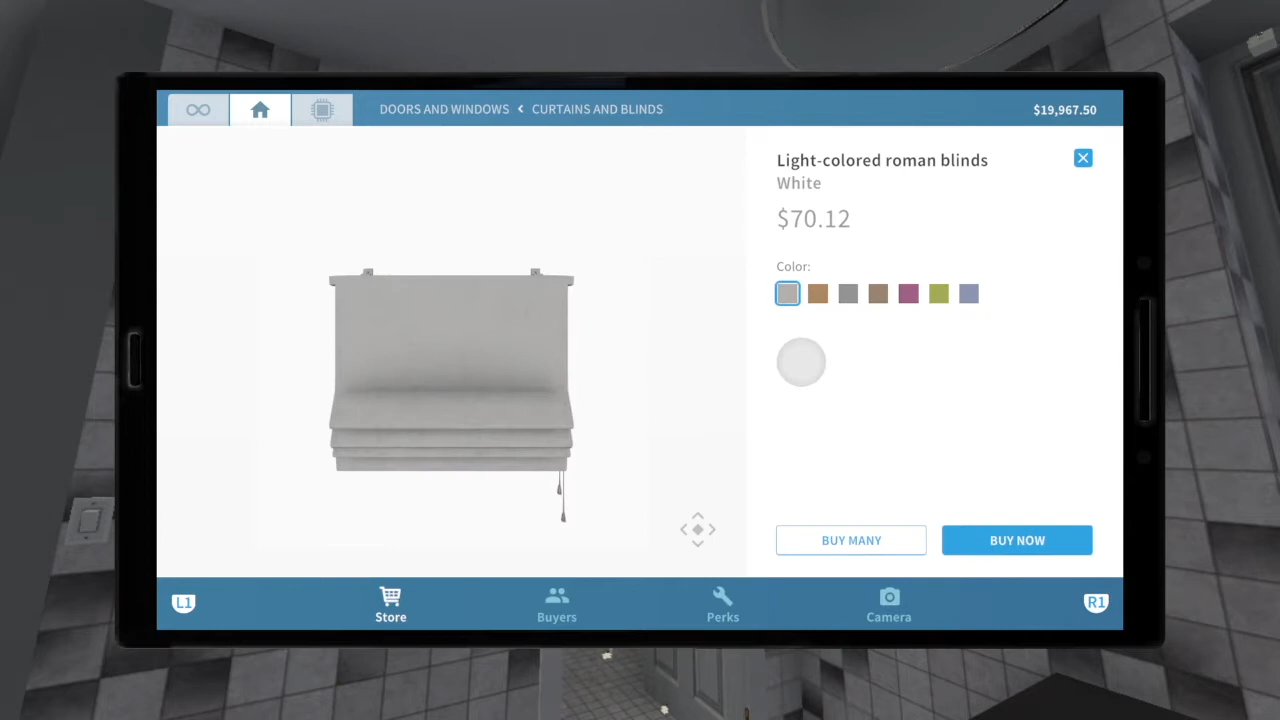 DOORS AND WINDOWS < CURTAINS AND BLINDS
$19,967.50
Light-colored roman blinds
White
$70.12
Color:
BUY MANY
BUY NOW
L1
Store
Buyers
Perks
Camera
R1